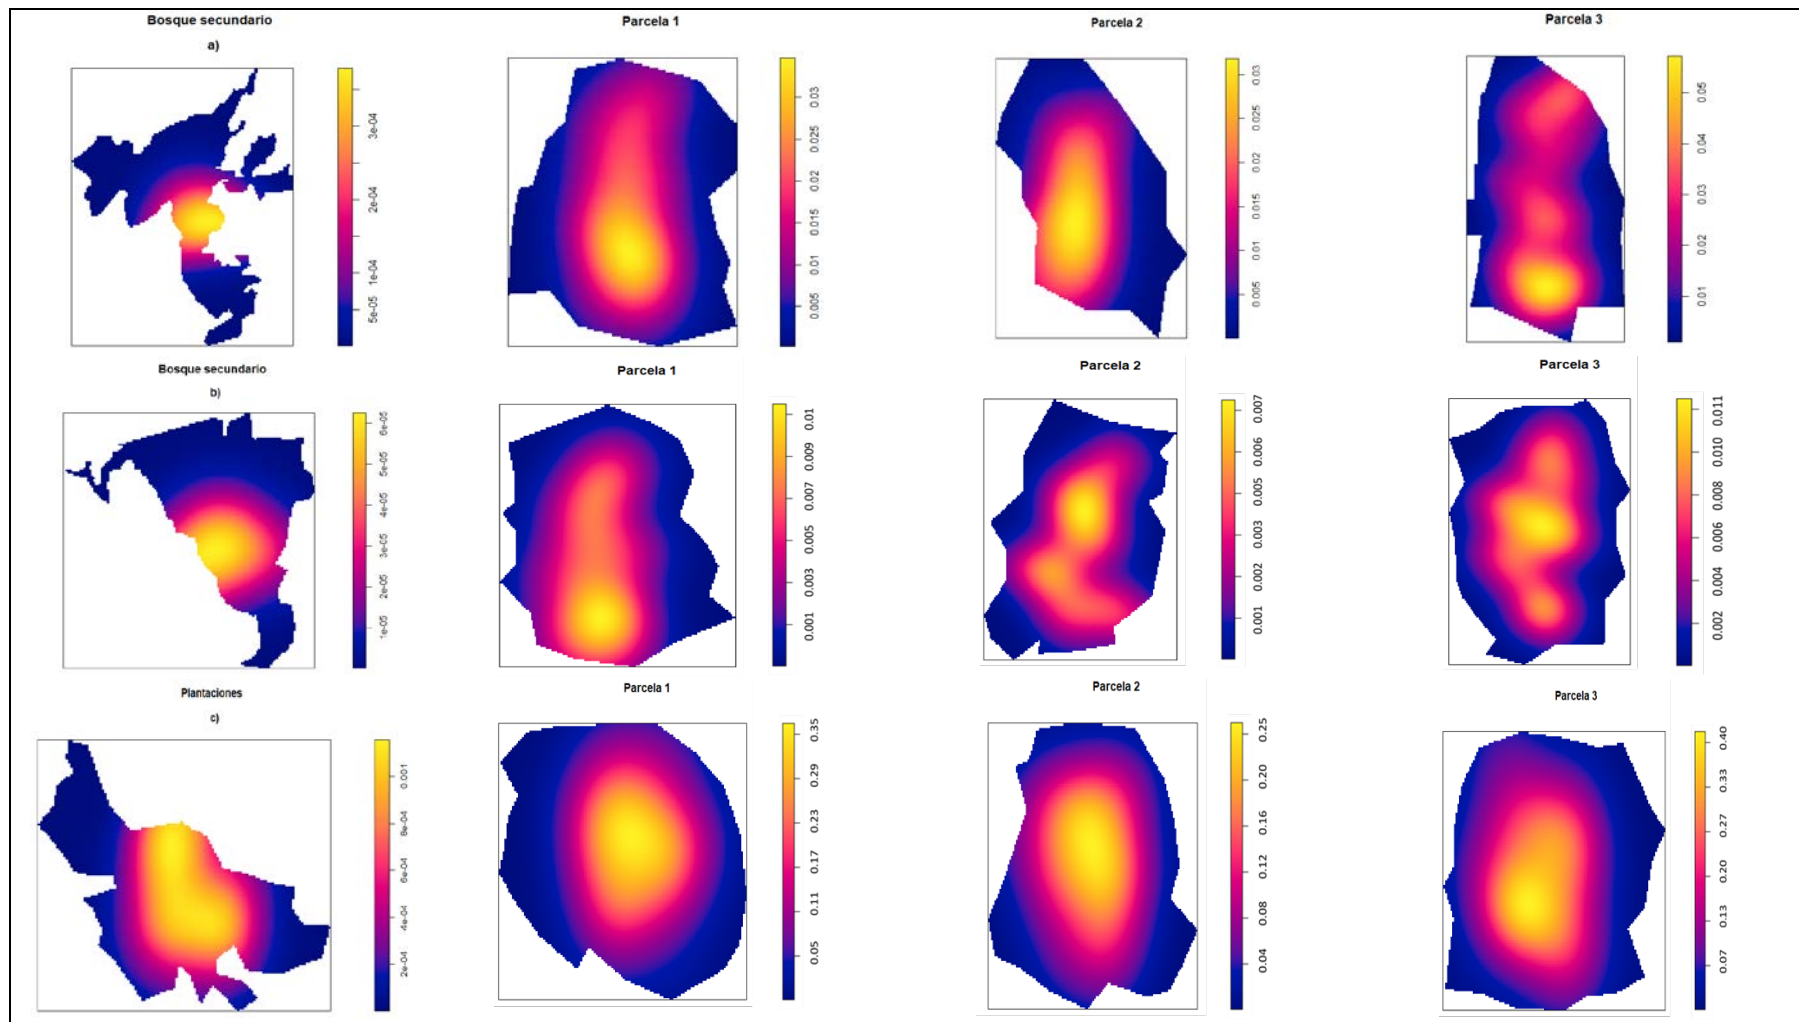 Bosque secundario
a)
Parcela 1
Parcela 2
Parcela 3
3e-04
2e-04
1e-04
5e-05
0.03
0.025
0.02
0.015
0.01
0.005
0.03
0.025
0.02
0.015
0.010
0.005
0.05
0.04
0.03
0.02
0.01
Bosque secundario
b)
Parcela 1
Parcela 2
Parcela 3
6e-05
5e-05
4e-05
3e-05
2e-05
1e-05
0.01
0.009
0.007
0.005
0.003
0.001
0.007
0.006
0.005
0.003
0.002
0.001
0.011
0.010
0.008
0.006
0.004
0.002
Plantaciones
c)
Parcela 1
Parcela 2
Parcela 3
0.001
8e-04
6e-04
4e-04
2e-04
0.35
0.29
0.23
0.17
0.11
0.05
0.25
0.20
0.16
0.12
0.08
0.04
0.40
0.33
0.27
0.20
0.13
0.07